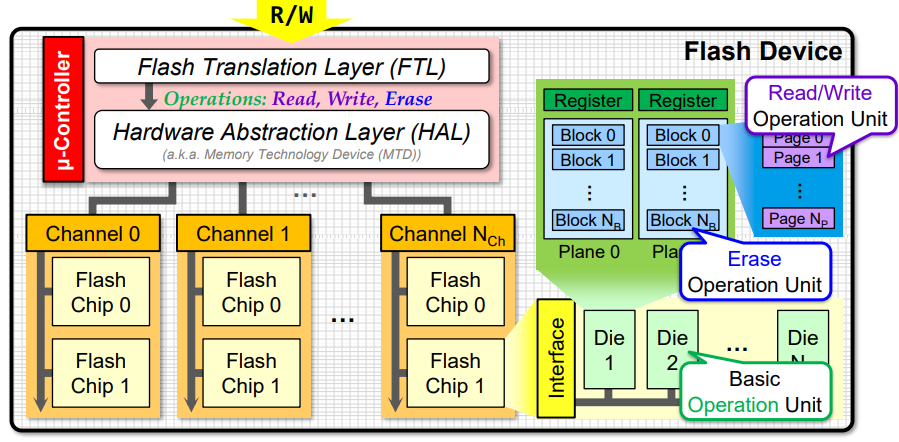 R/W
Flash Device
μ-Controller
Flash Translation Layer (FTL)
Operations: Read, Write, Erase
Hardware Abstraction Layer (HAL)
(a.k.a. Memory Technology Device (MTD))
...
Channel 0
Flash
Chip 0
Flash
Chip 1
Channel 1
Flash
Chip 0
Flash
Chip 1
...
Channel N_Ch
Flash
Chip 0
Flash
Chip 1
Register
Block 0
Block 1
⋮
Block N_B
Plane 0
Register
Block 0
Block 1
⋮
Block N_B
Read/Write
Operation Unit
Page 0
Page 1
⋮
Page N_P
Erase
Operation Unit
Interface
Die
1
Die
2
...
Die
Basic
Operation Unit